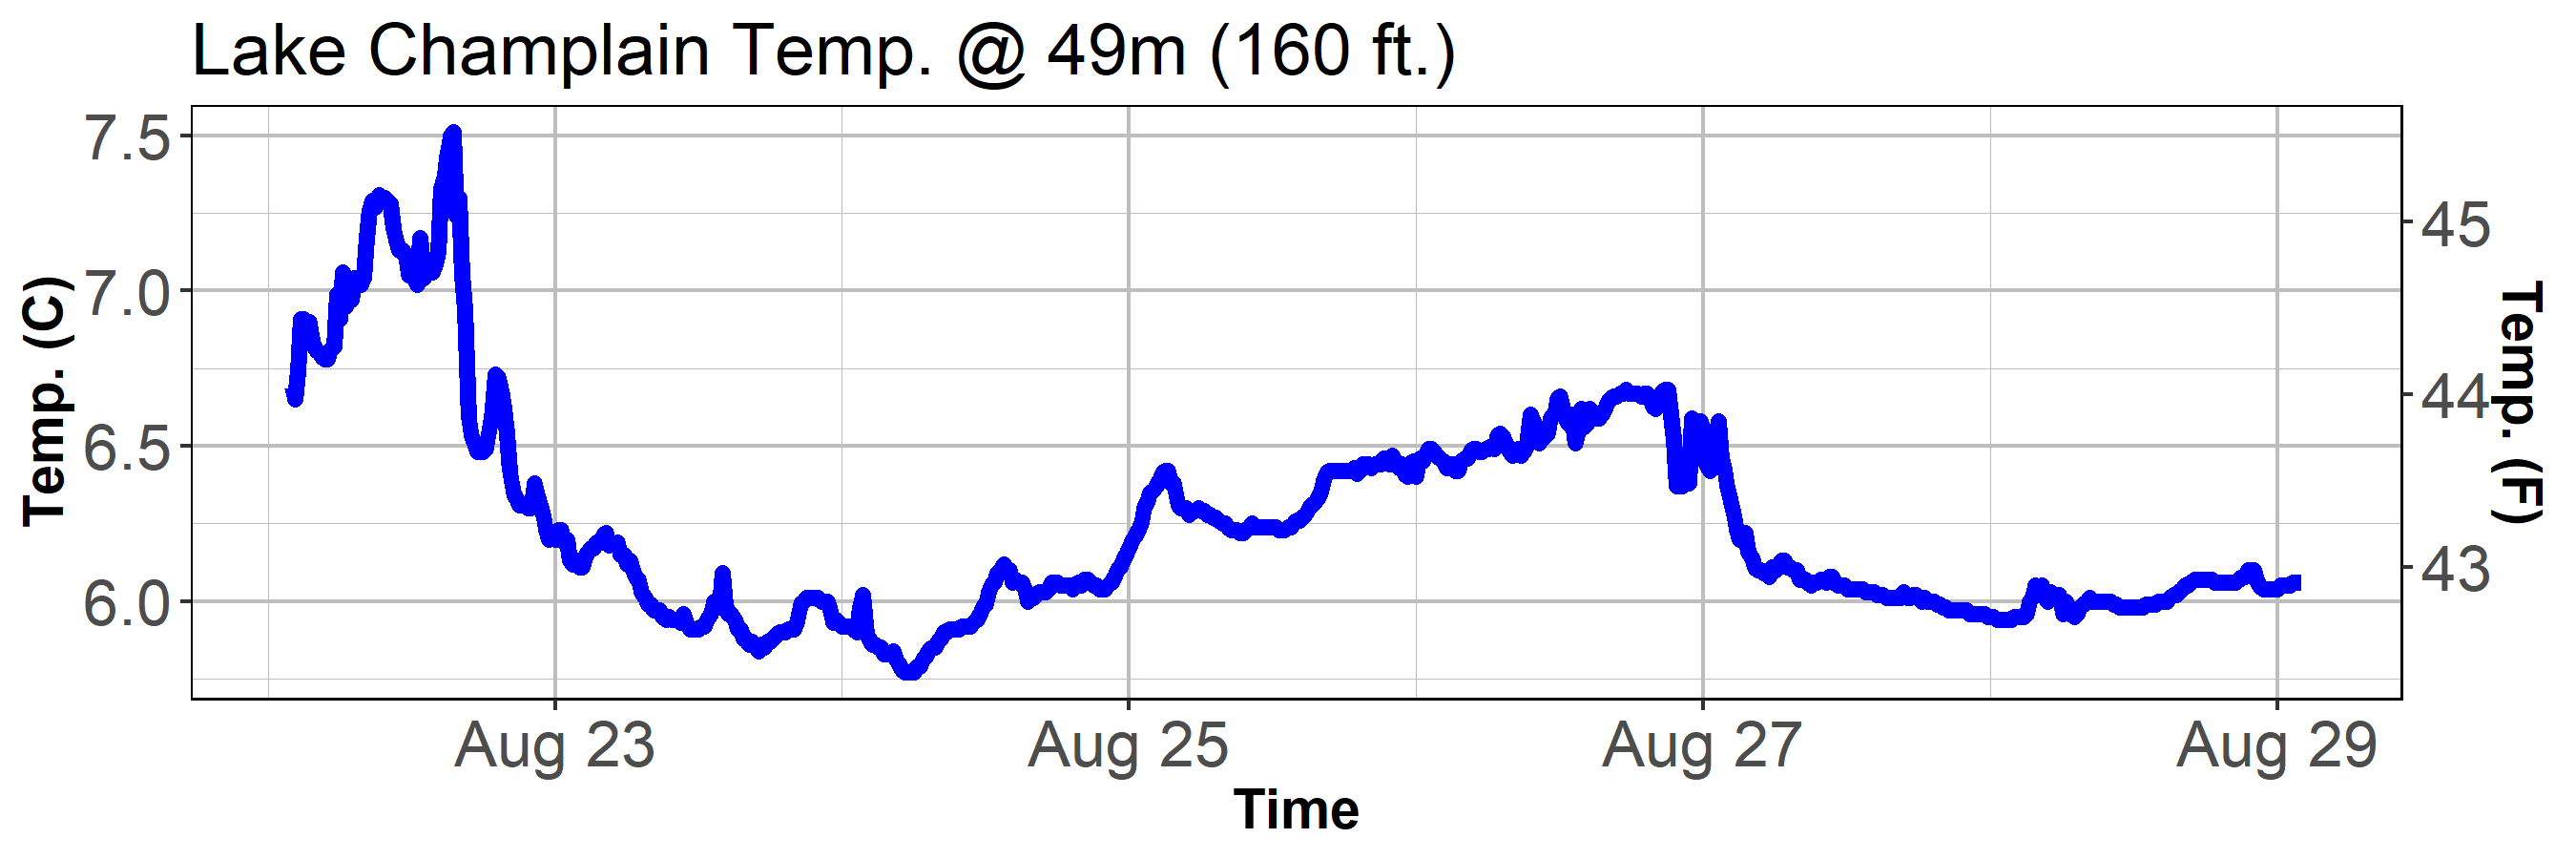 Lake Champlain Temp. @ 49m (160 ft.)
Temp. (C)
7.5
7.0
6.5
6.0
45
44
43
Temp. (F)
Aug 23
Aug 25
Aug 27
Aug 29
Time